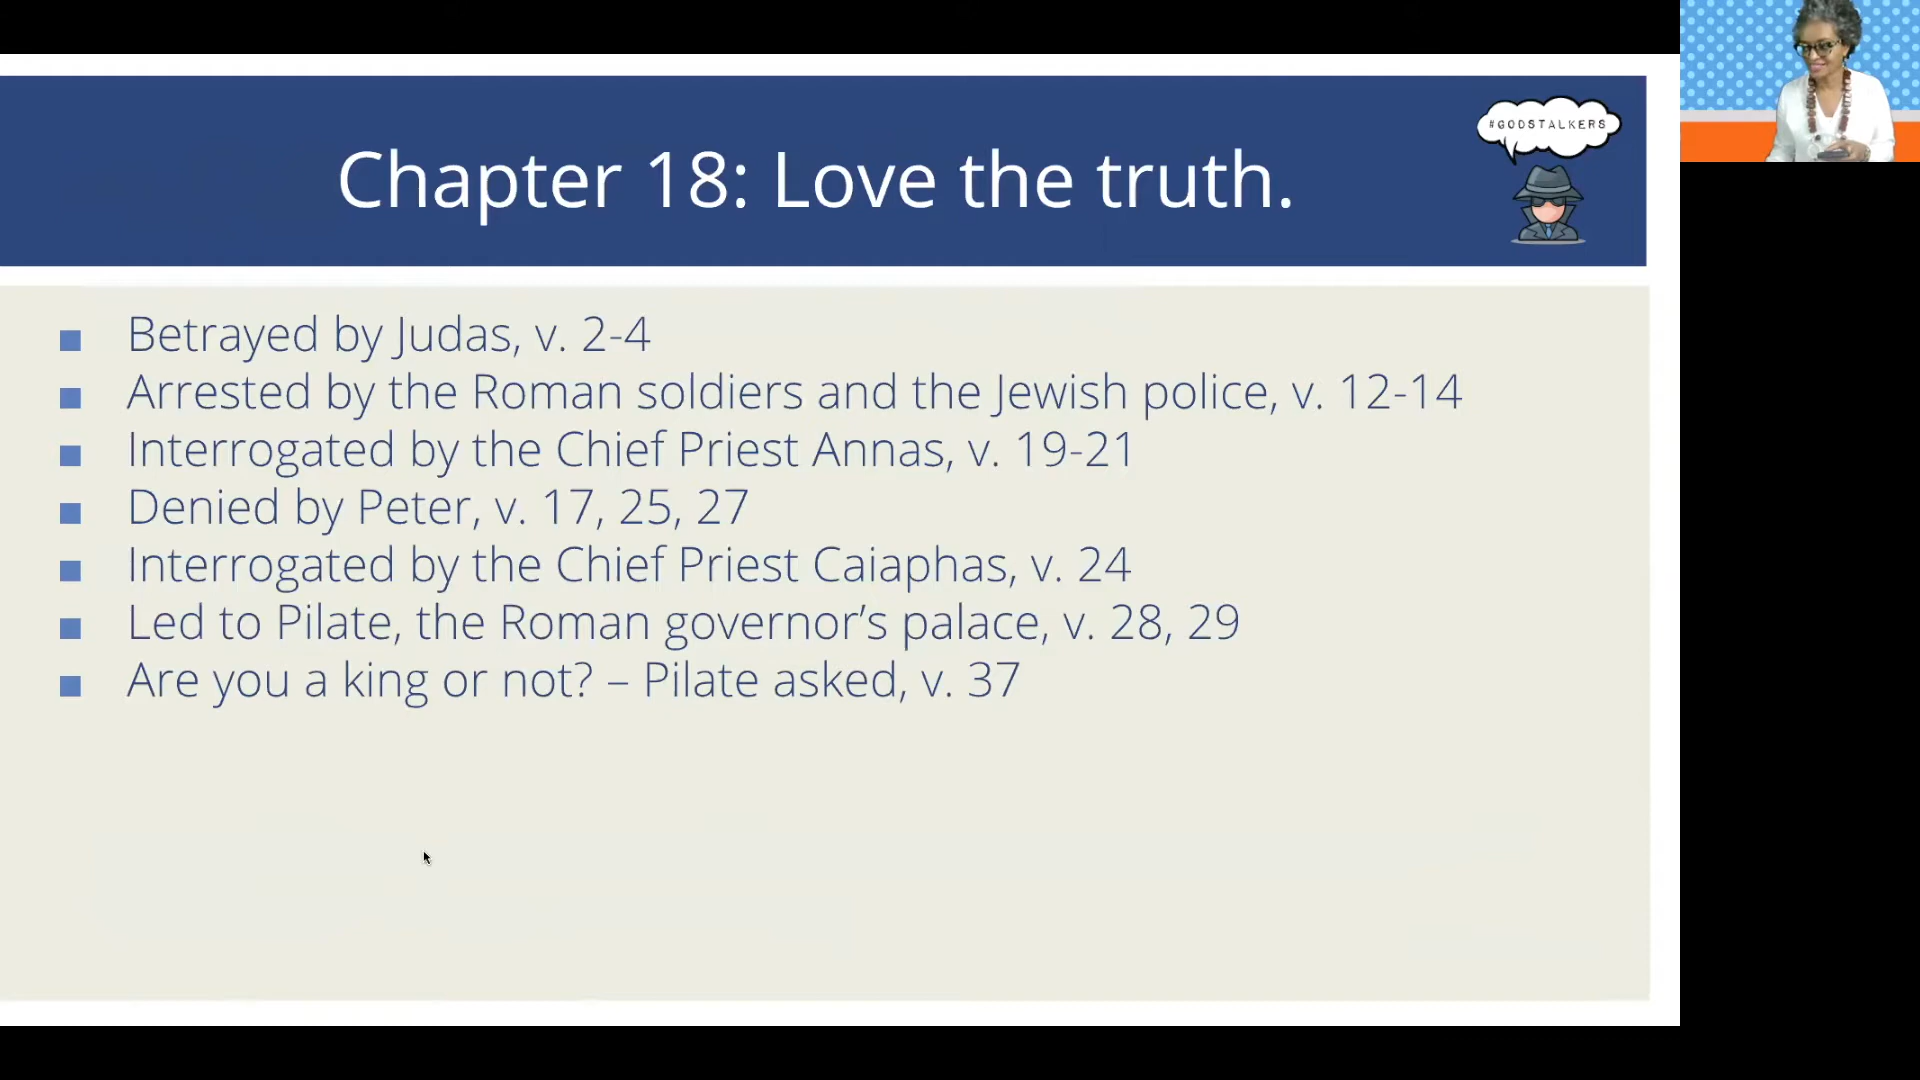 #GODSTALKERS
Chapter 18: Love the truth.
Betrayed by Judas, v. 2-4
Arrested by the Roman soldiers and the Jewish police, v. 12-14
Interrogated by the Chief Priest Annas, v. 19-21
Denied by Peter, v. 17, 25, 27
Interrogated by the Chief Priest Caiaphas, v. 24
Led to Pilate, the Roman governor’s palace, v. 28, 29
Are you a king or not? – Pilate asked, v. 37